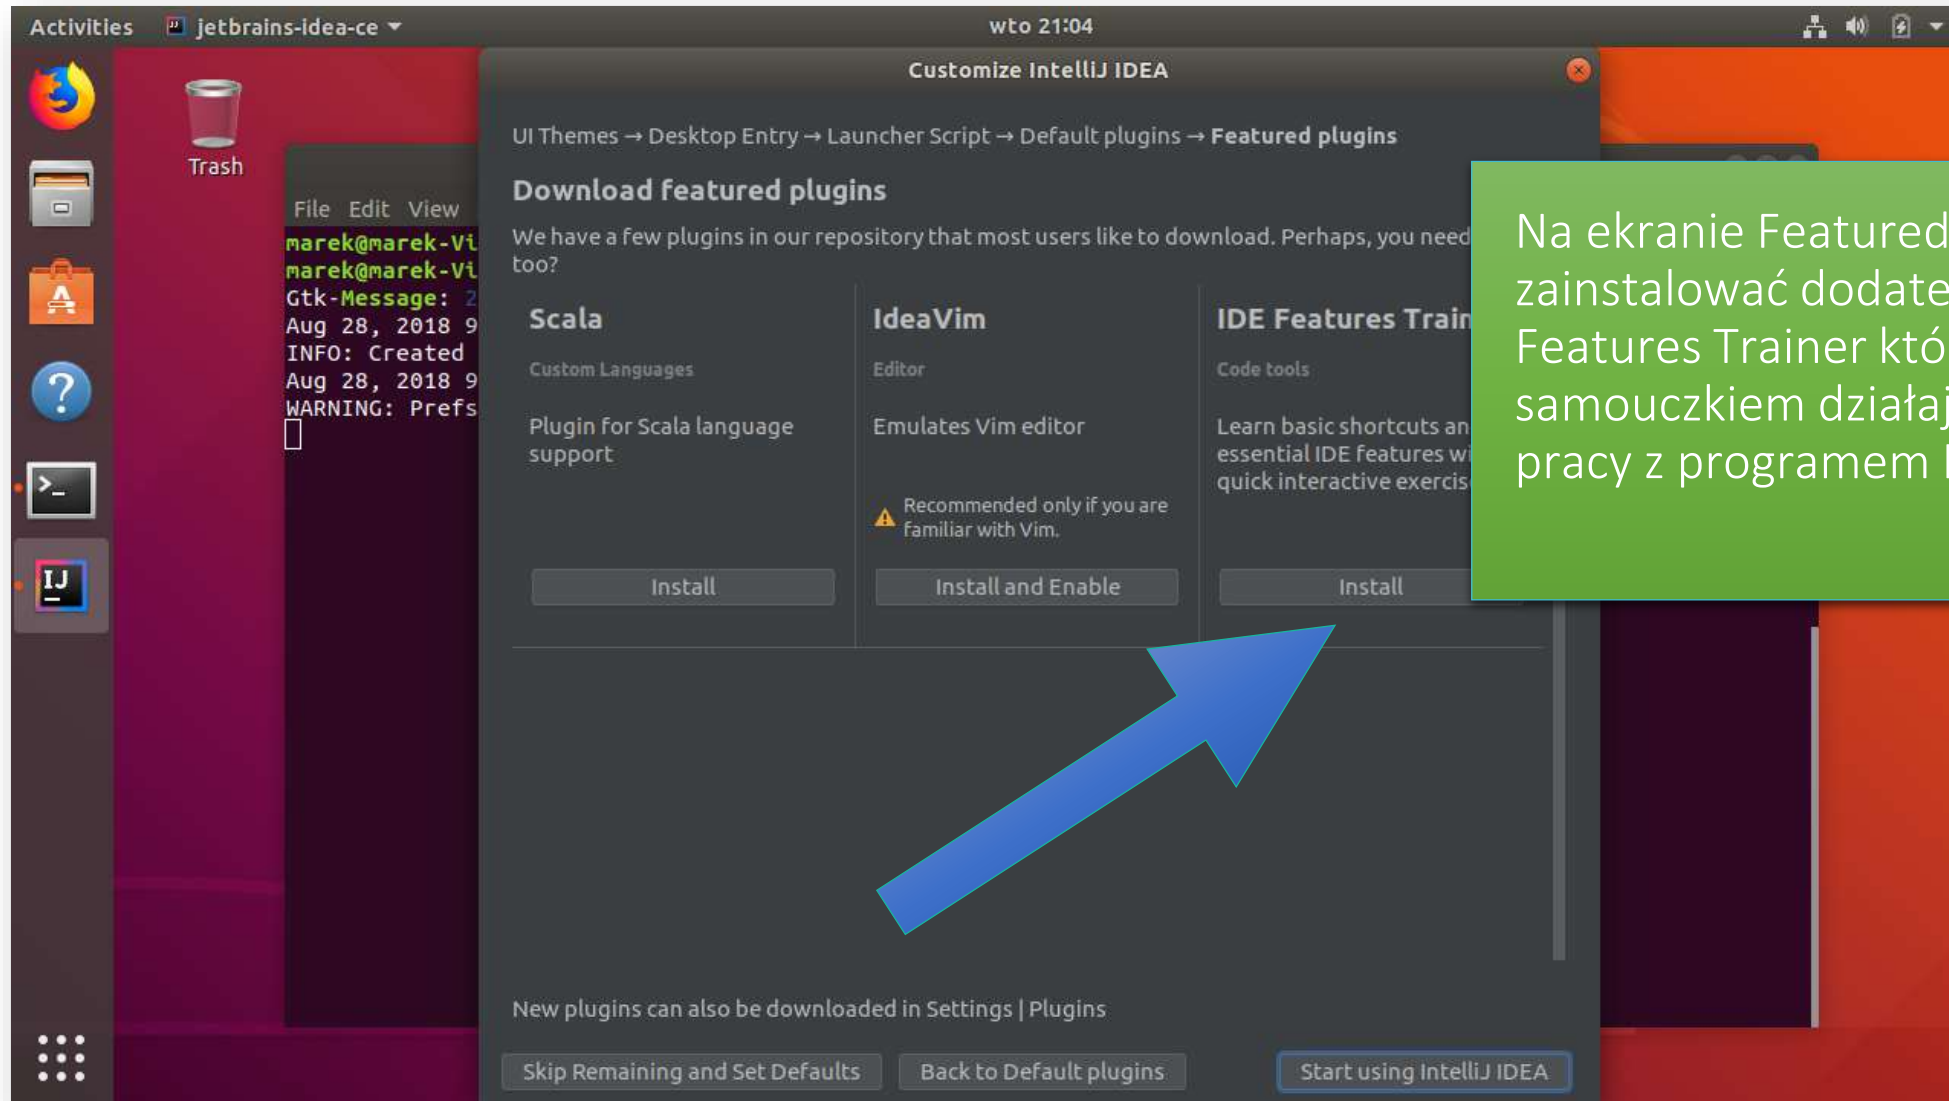 Activities jetbrains-idea-ce wto 21:04
Customize IntelliJ IDEA
Trash
UI Themes → Desktop Entry → Launcher Script → Default plugins → Featured plugins
Download featured plugins
We have a few plugins in our repository that most users like to download. Perhaps, you need
too?
File Edit View
marek@marek-Vi
marek@marek-Vi
Gtk-Message: 2
Aug 28, 2018 9
INFO: Created
Aug 28, 2018 9
WARNING: Prefs
Scala
Custom Languages
Plugin for Scala language
support
Install
IdeaVim
Editor
Emulates Vim editor
Recommended only if you are
familiar with Vim.
Install and Enable
IDE Features Train
Code tools
Learn basic shortcuts an
essential IDE features wi
quick interactive exercis
Install
Na ekranie Featured
zainstalować dodate
Features Trainer któ
samouczkiem działaj
pracy z programem
New plugins can also be downloaded in Settings | Plugins
Skip Remaining and Set Defaults Back to Default plugins Start using IntelliJ IDEA
IJ